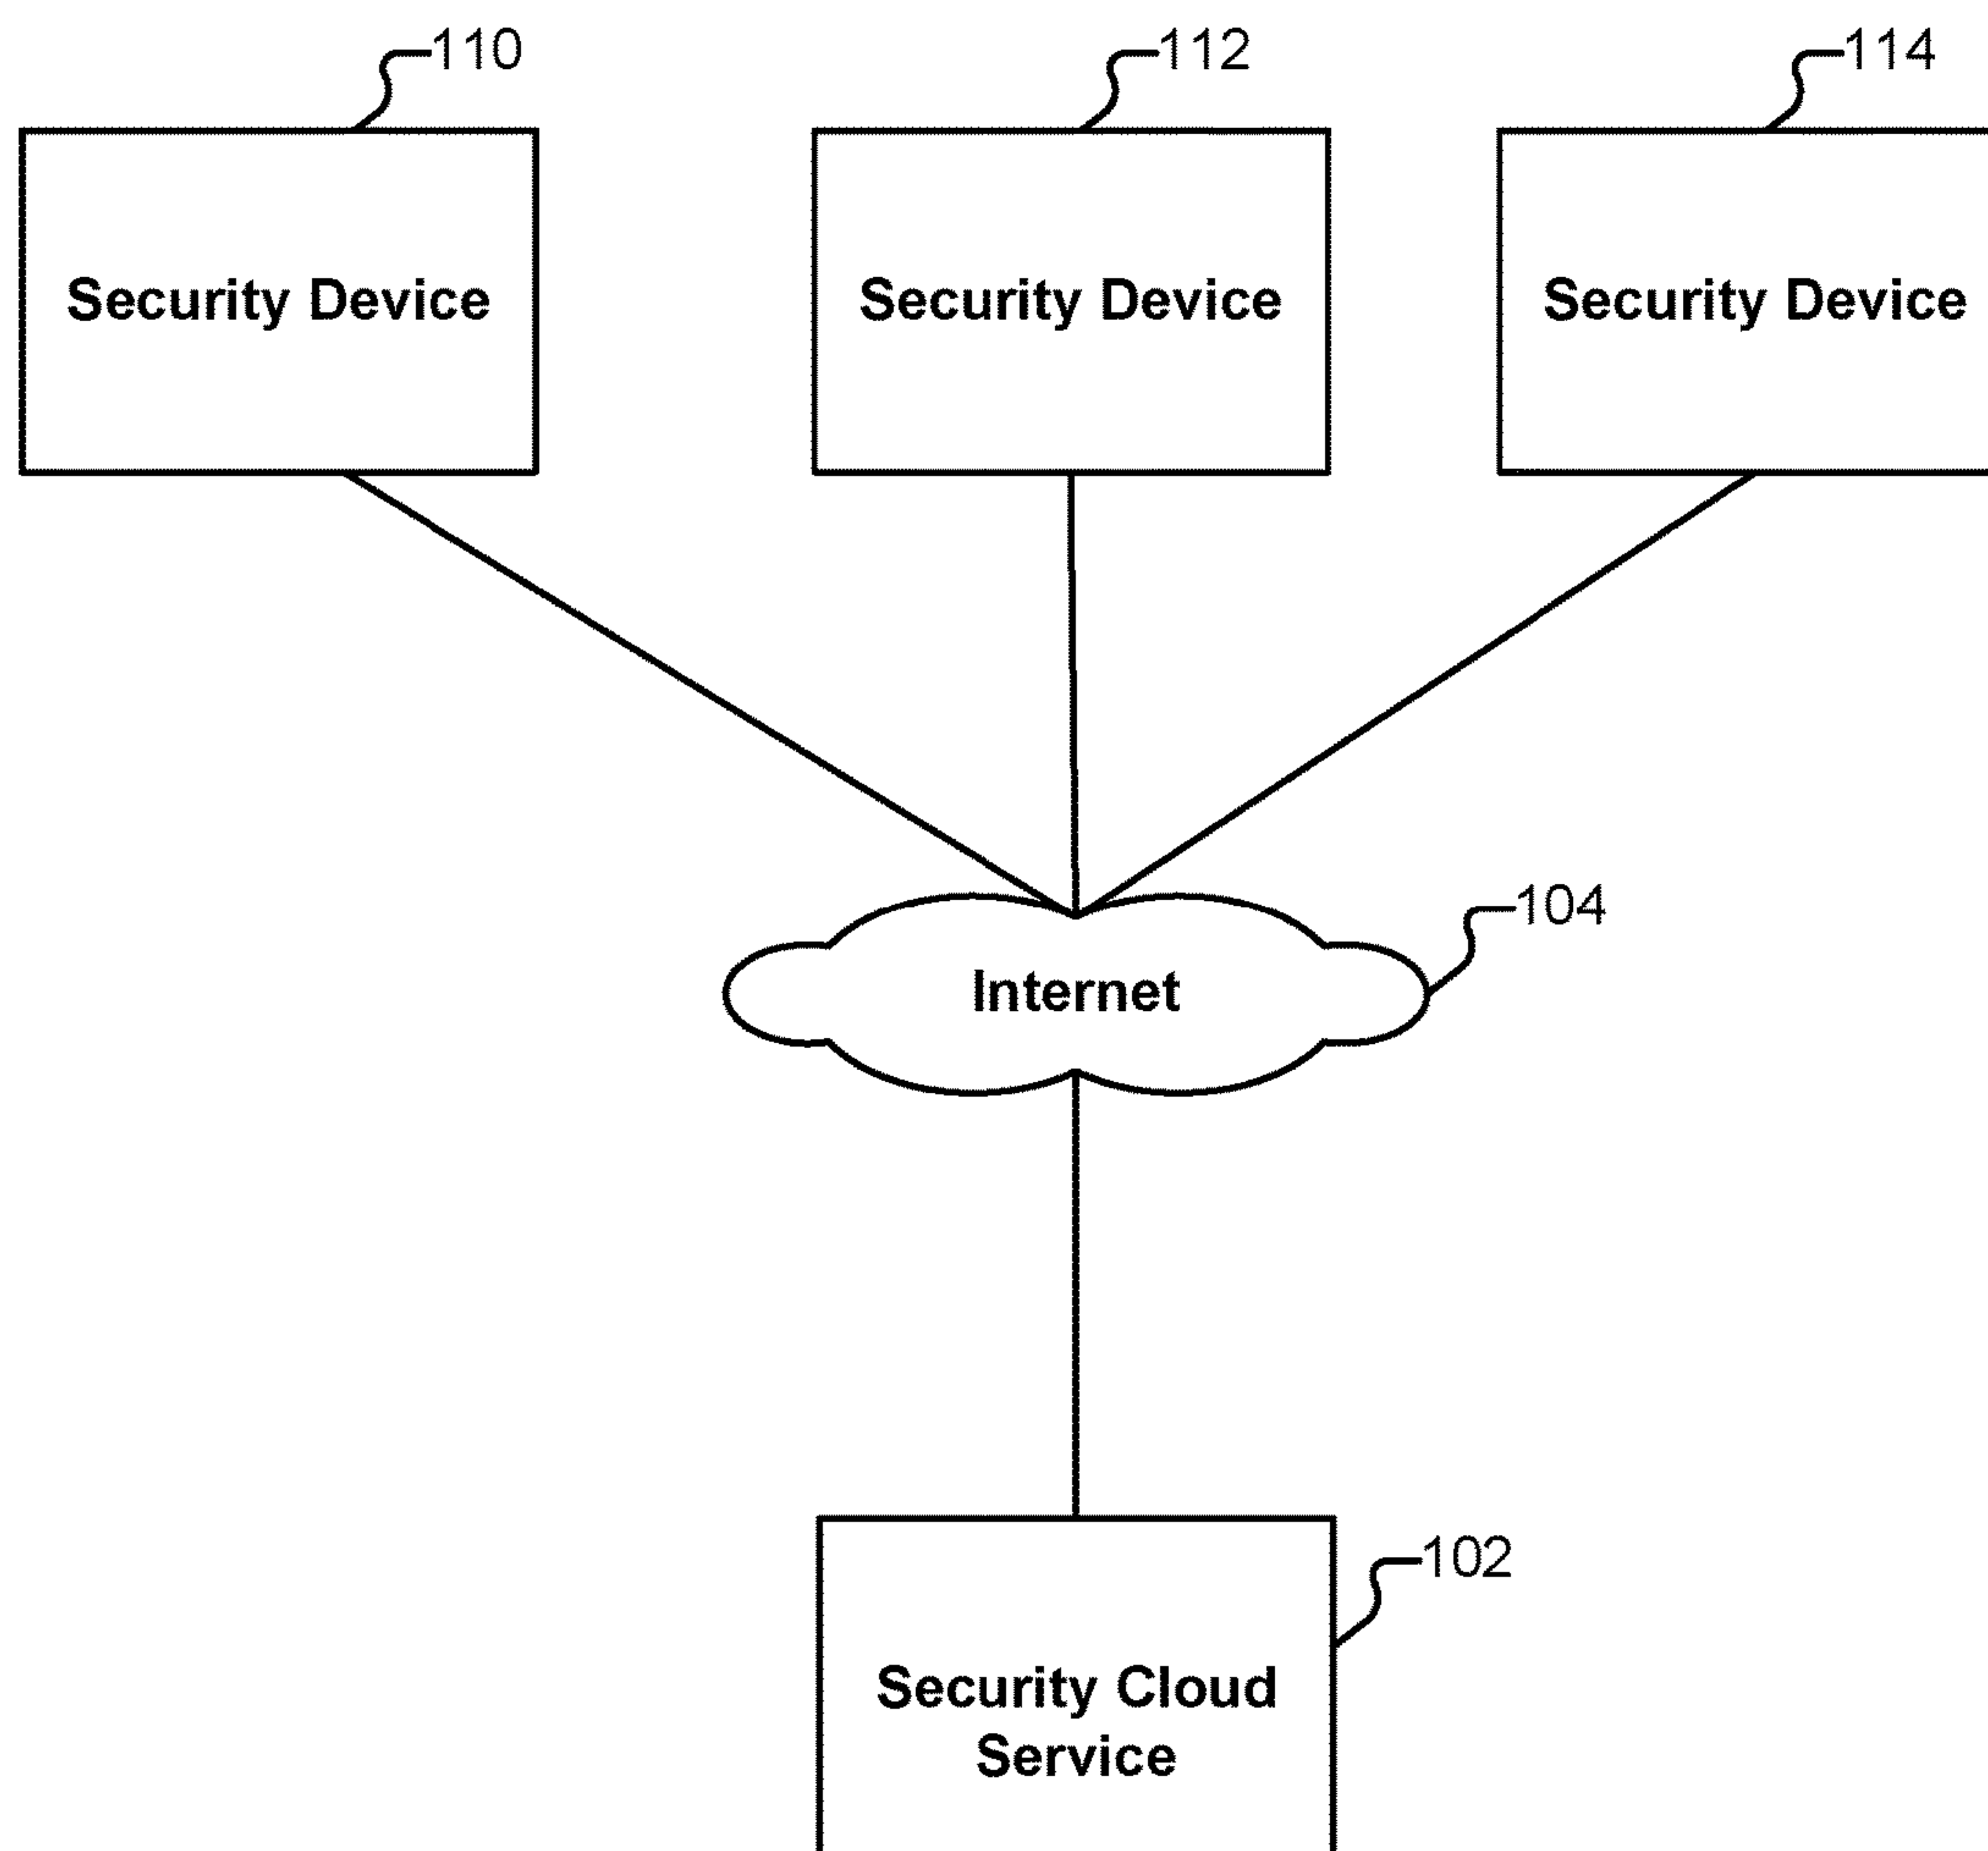 110
112
114
Security Device
Security Device
Security Device
104
Internet
102
Security Cloud
Service